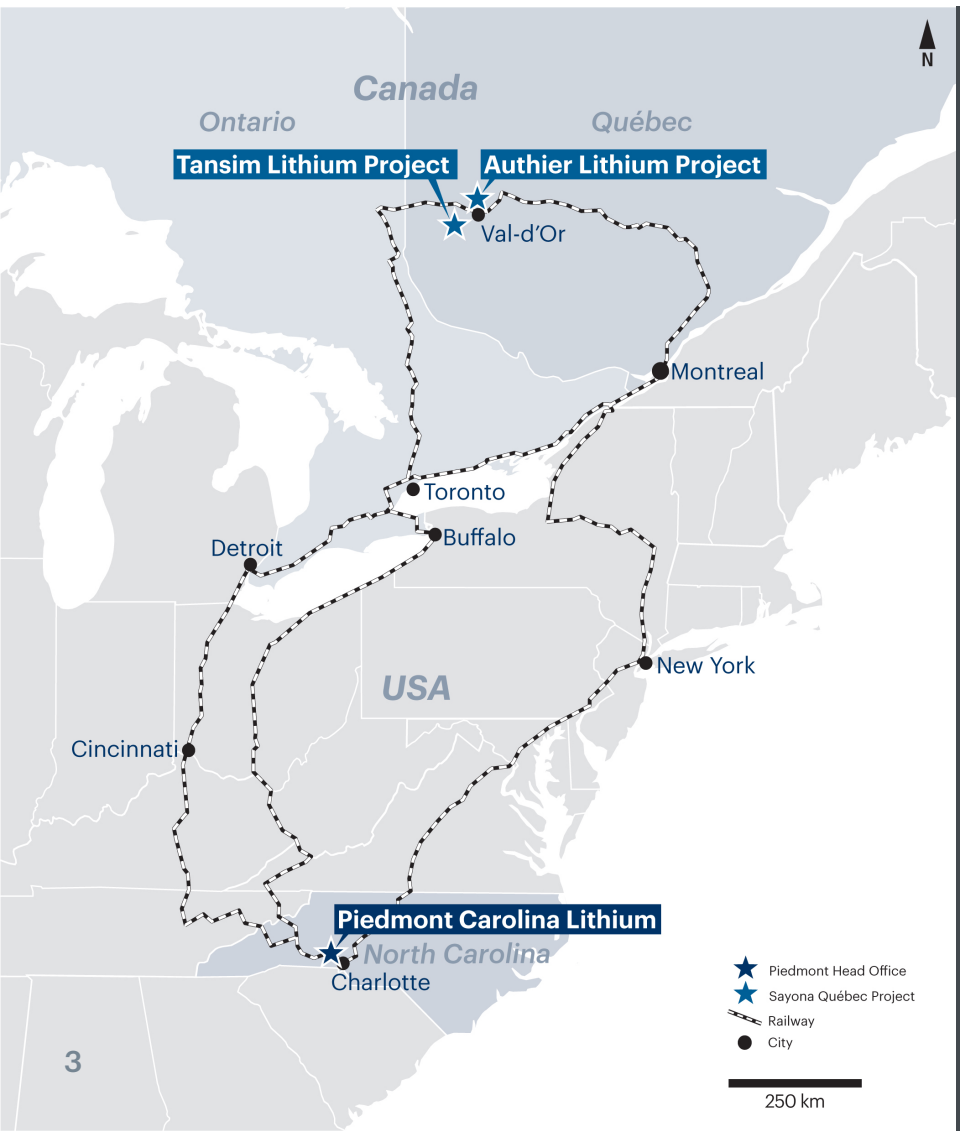 N
Canada
Ontario
Québec
Tansim Lithium Project
Authier Lithium Project
Val-d’Or
Montreal
Toronto
Buffalo
Detroit
New York
USA
Cincinnati
Piedmont Carolina Lithium
North Carolina
Charlotte
Piedmont Head Office
Sayona Québec Project
Railway
City
3
250 km